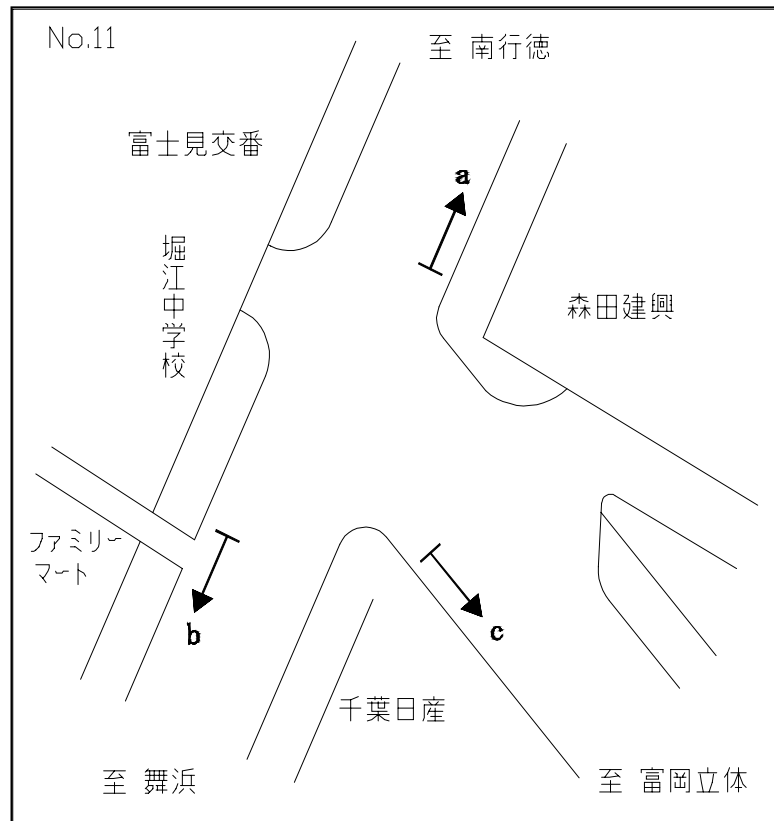 No.11
至 南行徳
富士見交番
a
堀江中学校
森田建興
ファミリー
マート
b
c
千葉日産
至 舞浜
至 富岡立体